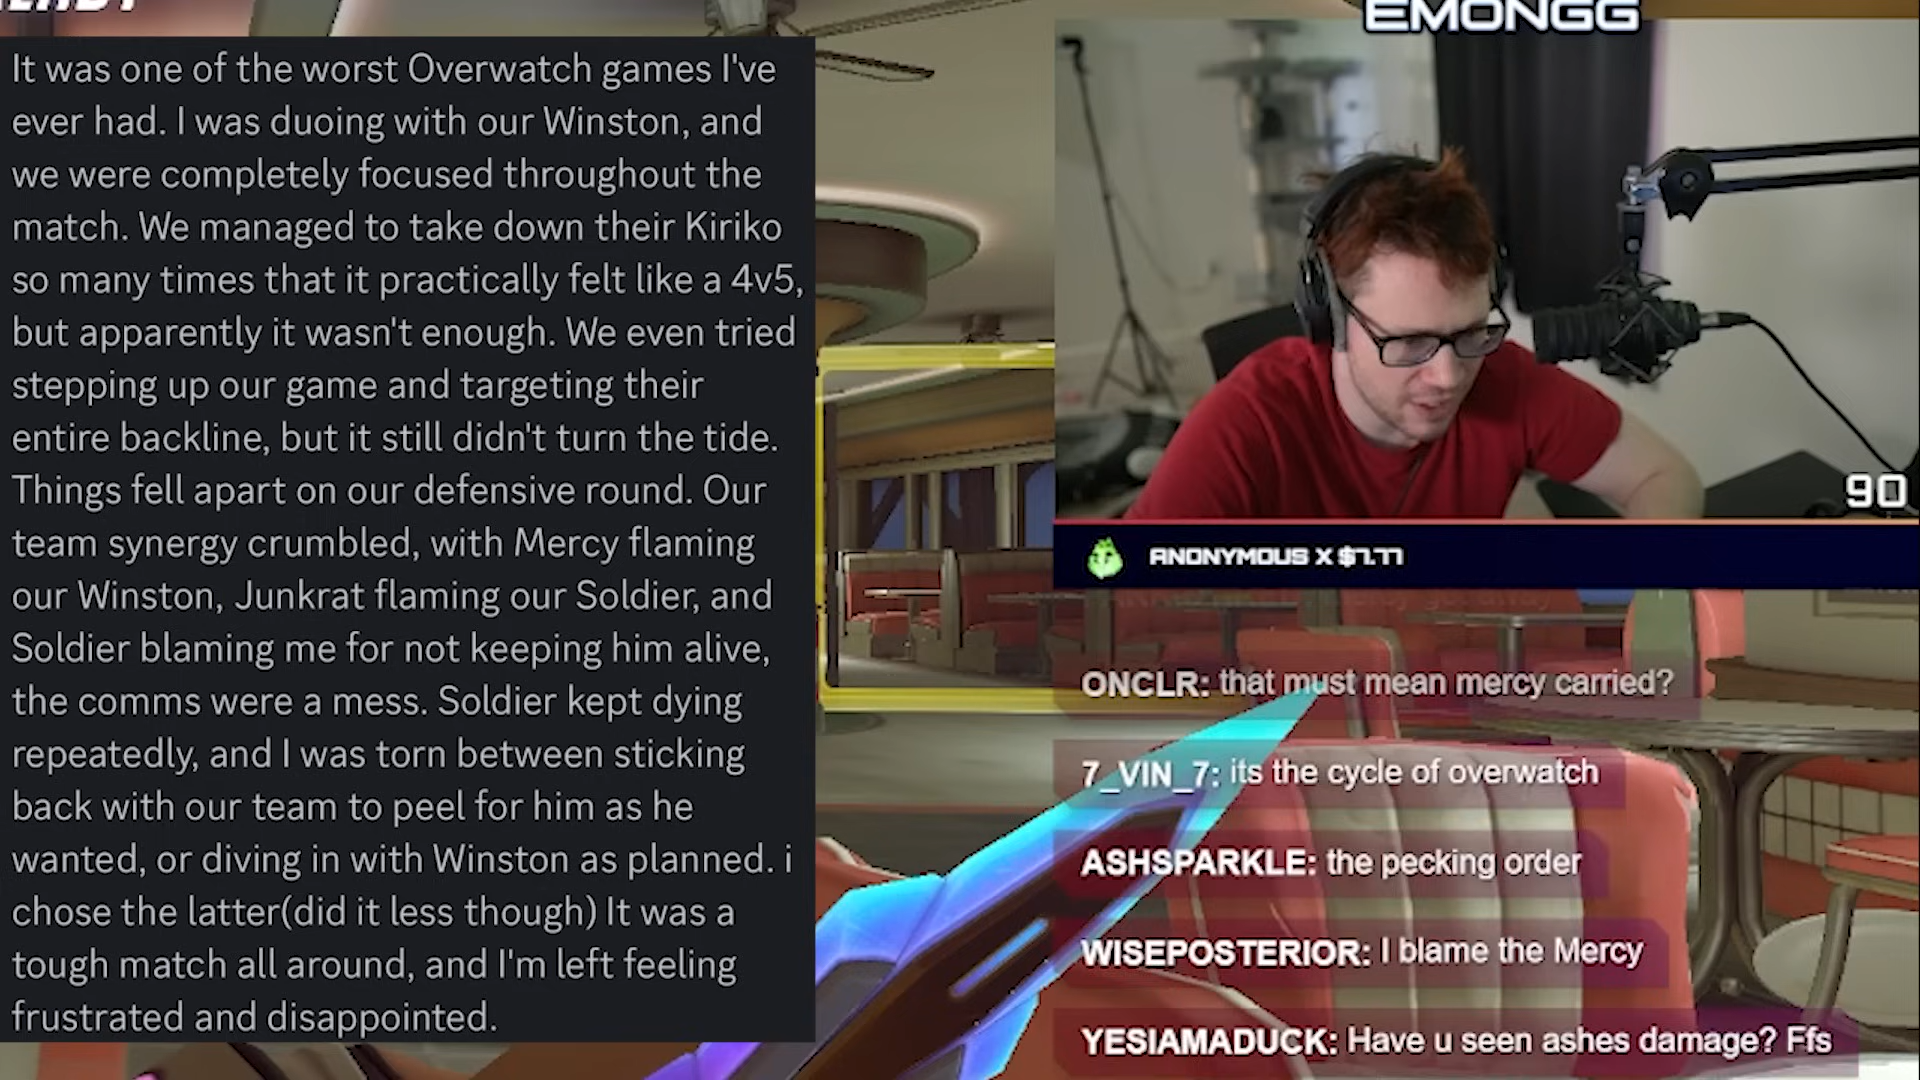 EMONGG
It was one of the worst Overwatch games I've
ever had. I was duoing with our Winston, and
we were completely focused throughout the
match. We managed to take down their Kiriko
so many times that it practically felt like a 4v5,
but apparently it wasn't enough. We even tried
stepping up our game and targeting their
entire backline, but it still didn't turn the tide.
Things fell apart on our defensive round. Our
team synergy crumbled, with Mercy flaming
our Winston, Junkrat flaming our Soldier, and
Soldier blaming me for not keeping him alive,
the comms were a mess. Soldier kept dying
repeatedly, and I was torn between sticking
back with our team to peel for him as he
wanted, or diving in with Winston as planned. i
chose the latter(did it less though) It was a
tough match all around, and I'm left feeling
frustrated and disappointed.
90
ANONYMOUS X $7.77
ONCLR: that must mean mercy carried?
7_VIN_7: its the cycle of overwatch
ASHSPARKLE: the pecking order
WISEPOSTERIOR: I blame the Mercy
YESIAMADUCK: Have u seen ashes damage? Ffs